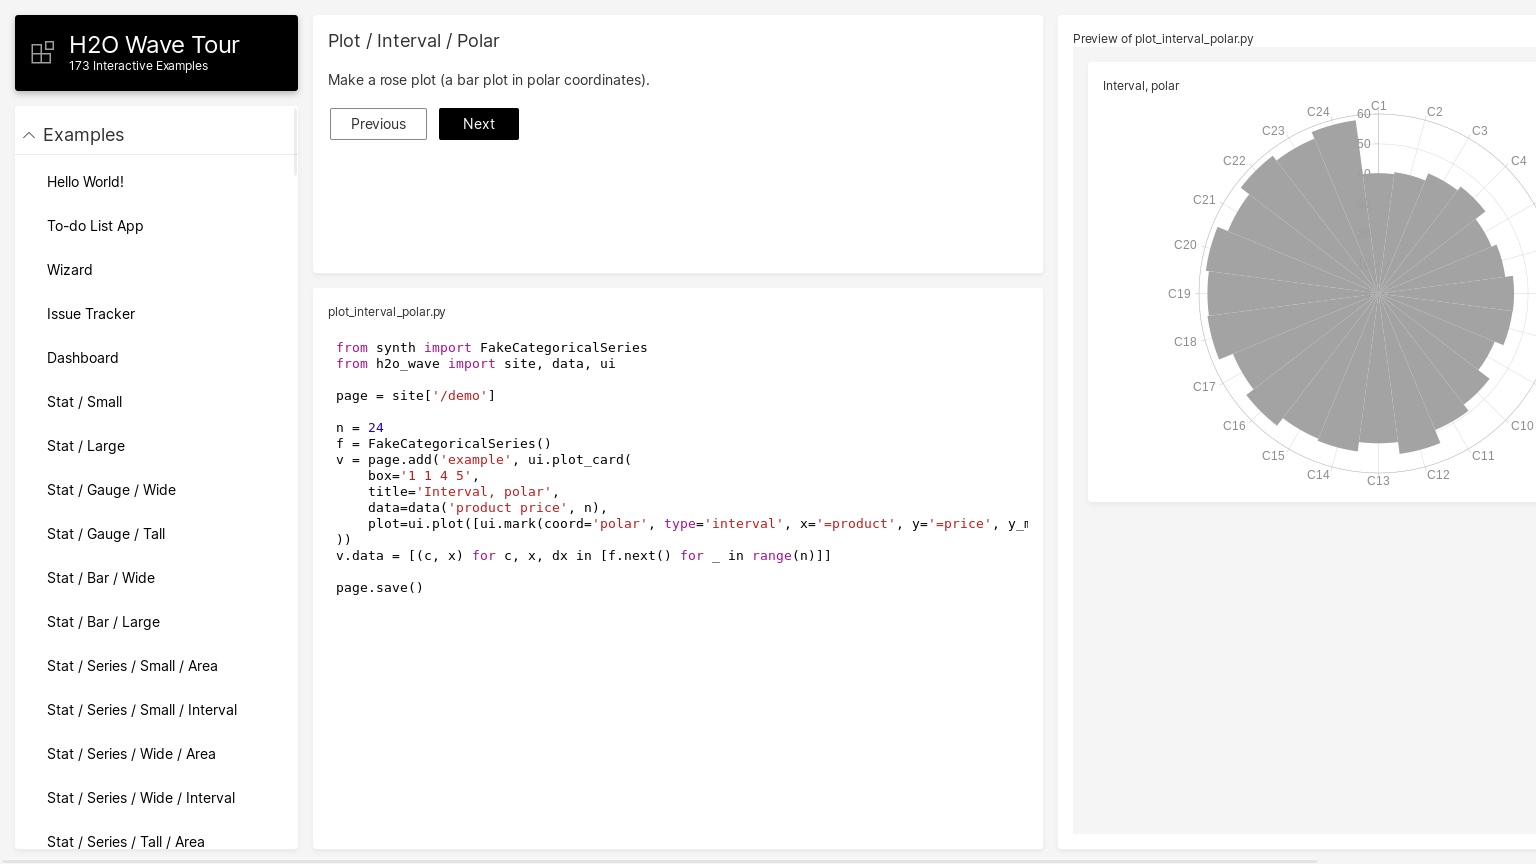 H2O Wave Tour
173 Interactive Examples
Examples
Hello World!
To-do List App
Wizard
Issue Tracker
Dashboard
Stat / Small
Stat / Large
Stat / Gauge / Wide
Stat / Gauge / Tall
Stat / Bar / Wide
Stat / Bar / Large
Stat / Series / Small / Area
Stat / Series / Small / Interval
Stat / Series / Wide / Area
Stat / Series / Wide / Interval
Stat / Series / Tall / Area
Plot / Interval / Polar
Make a rose plot (a bar plot in polar coordinates).
Previous
Next
plot_interval_polar.py
from synth import FakeCategoricalSeries
from h2o_wave import site, data, ui
page = site['/demo']
n = 24
f = FakeCategoricalSeries()
v = page.add('example', ui.plot_card(
box='1 1 4 5',
title='Interval, polar',
data=data('product price', n),
plot=ui.plot([ui.mark(coord='polar', type='interval', x='=product', y='=price', y_m
))
v.data = [(c, x) for c, x, dx in [f.next() for _ in range(n)]]
page.save()
Preview of plot_interval_polar.py
Interval, polar
C1
C2
C3
C4
C10
C11
C12
C13
C14
C15
C16
C17
C18
C19
C20
C21
C22
C23
C24
60
50